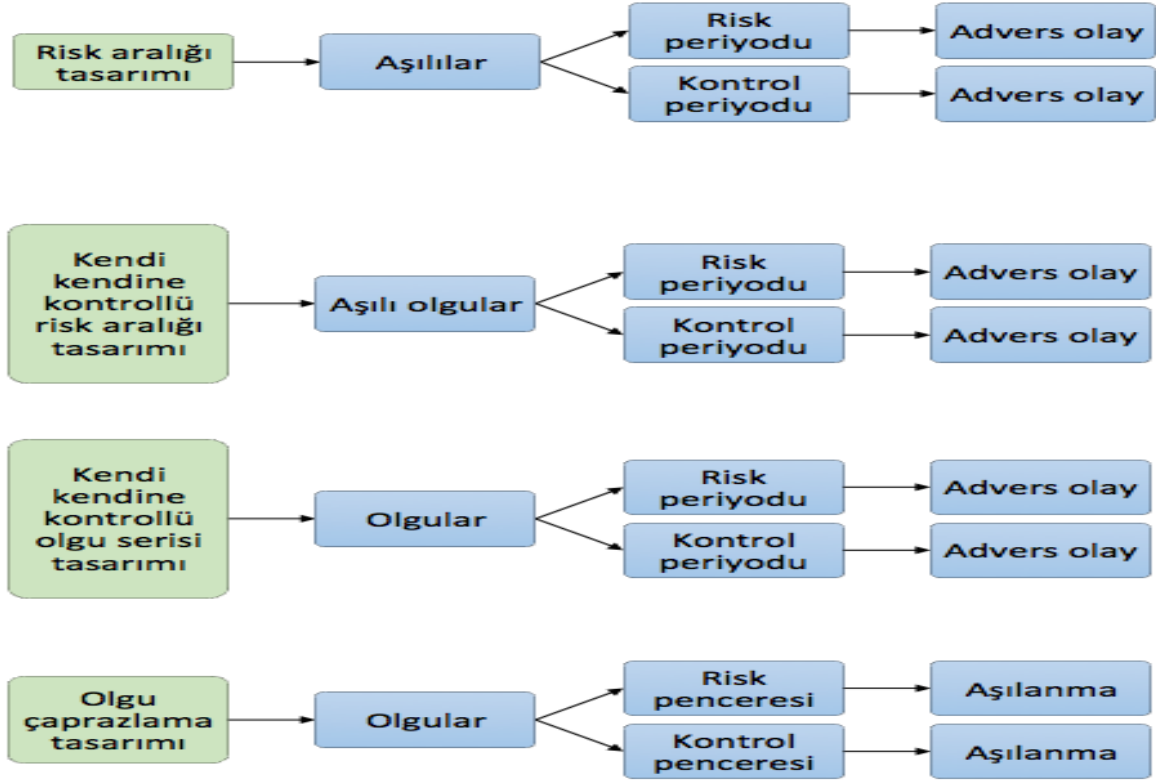 Risk aralığı
tasarımı
Aşılılar
Risk
periyodu
Advers olay
Kontrol
periyodu
Advers olay
Kendi
kendine
kontrollü
risk aralığı
tasarımı
Aşılı olgular
Risk
periyodu
Advers olay
Kontrol
periyodu
Advers olay
Kendi
kendine
kontrollü
olgu serisi
tasarımı
Olgular
Risk
periyodu
Advers olay
Kontrol
periyodu
Advers olay
Olgu
çaprazlama
tasarımı
Olgular
Risk
penceresi
Aşılanma
Kontrol
penceresi
Aşılanma